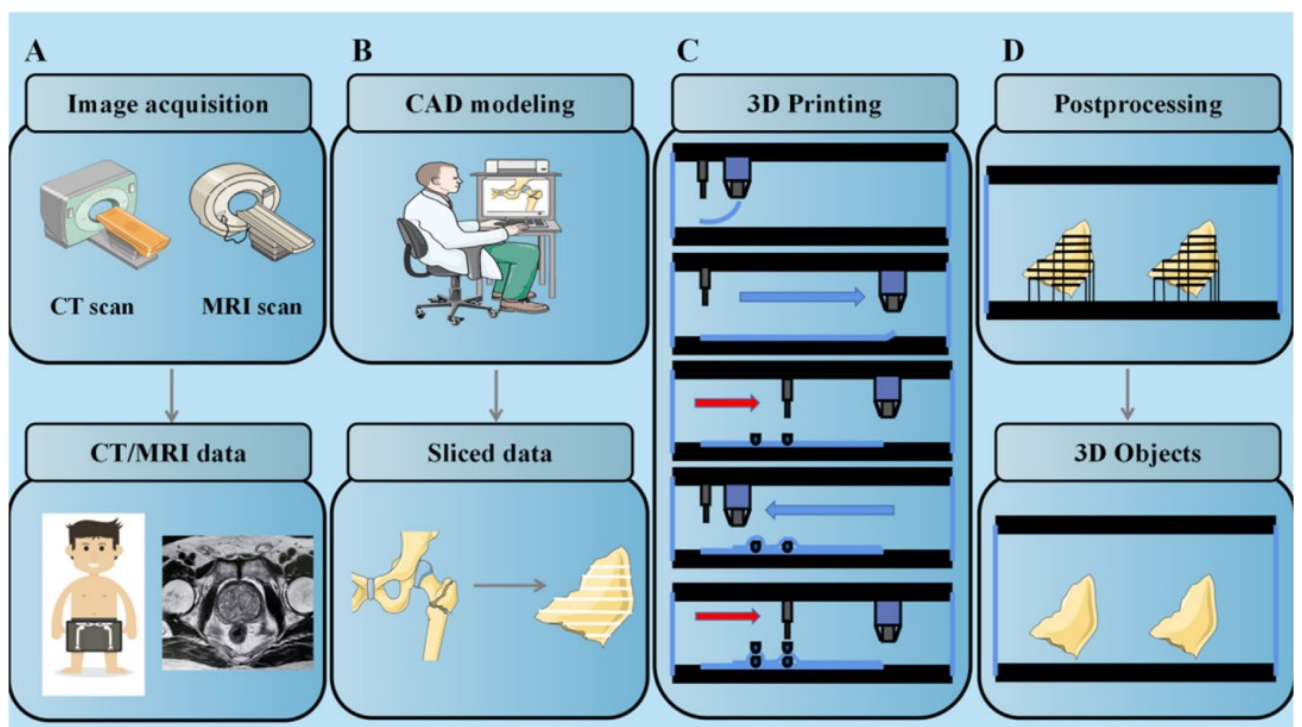 A
Image acquisition
CT scan
MRI scan
CT/MRI data
B
CAD modeling
Sliced data
C
3D Printing
D
Postprocessing
3D Objects